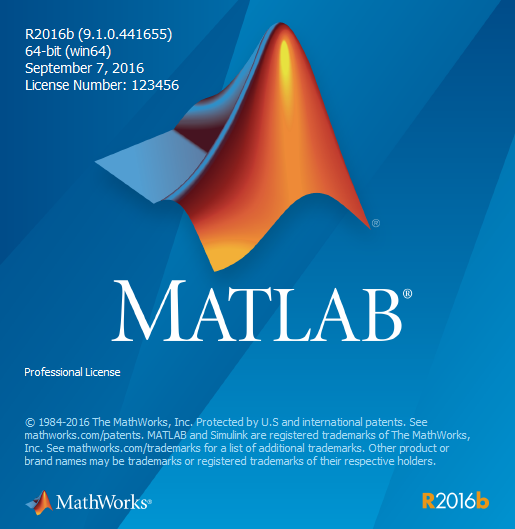 R2016b (9.1.0.441655)
64-bit (win64)
September 7, 2016
License Number: 123456
®
MATLAB®
Professional License
© 1984-2016 The MathWorks, Inc. Protected by U.S and international patents. See
mathworks.com/patents. MATLAB and Simulink are registered trademarks of The MathWorks,
Inc. See mathworks.com/trademarks for a list of additional trademarks. Other product or
brand names may be trademarks or registered trademarks of their respective holders.
MathWorks®
R2016b